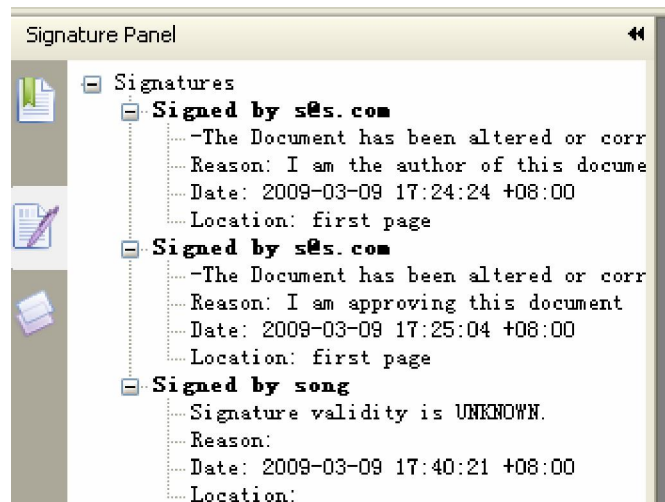 Signature Panel
Signatures
Signed by s@s.com
-The Document has been altered or corr
Reason: I am the author of this docume
Date: 2009-03-09 17:24:24 +08:00
Location: first page
Signed by s@s.com
-The Document has been altered or corr
Reason: I am approving this document
Date: 2009-03-09 17:25:04 +08:00
Location: first page
Signed by song
Signature validity is UNKNOWN.
Reason:
Date: 2009-03-09 17:40:21 +08:00
Location: